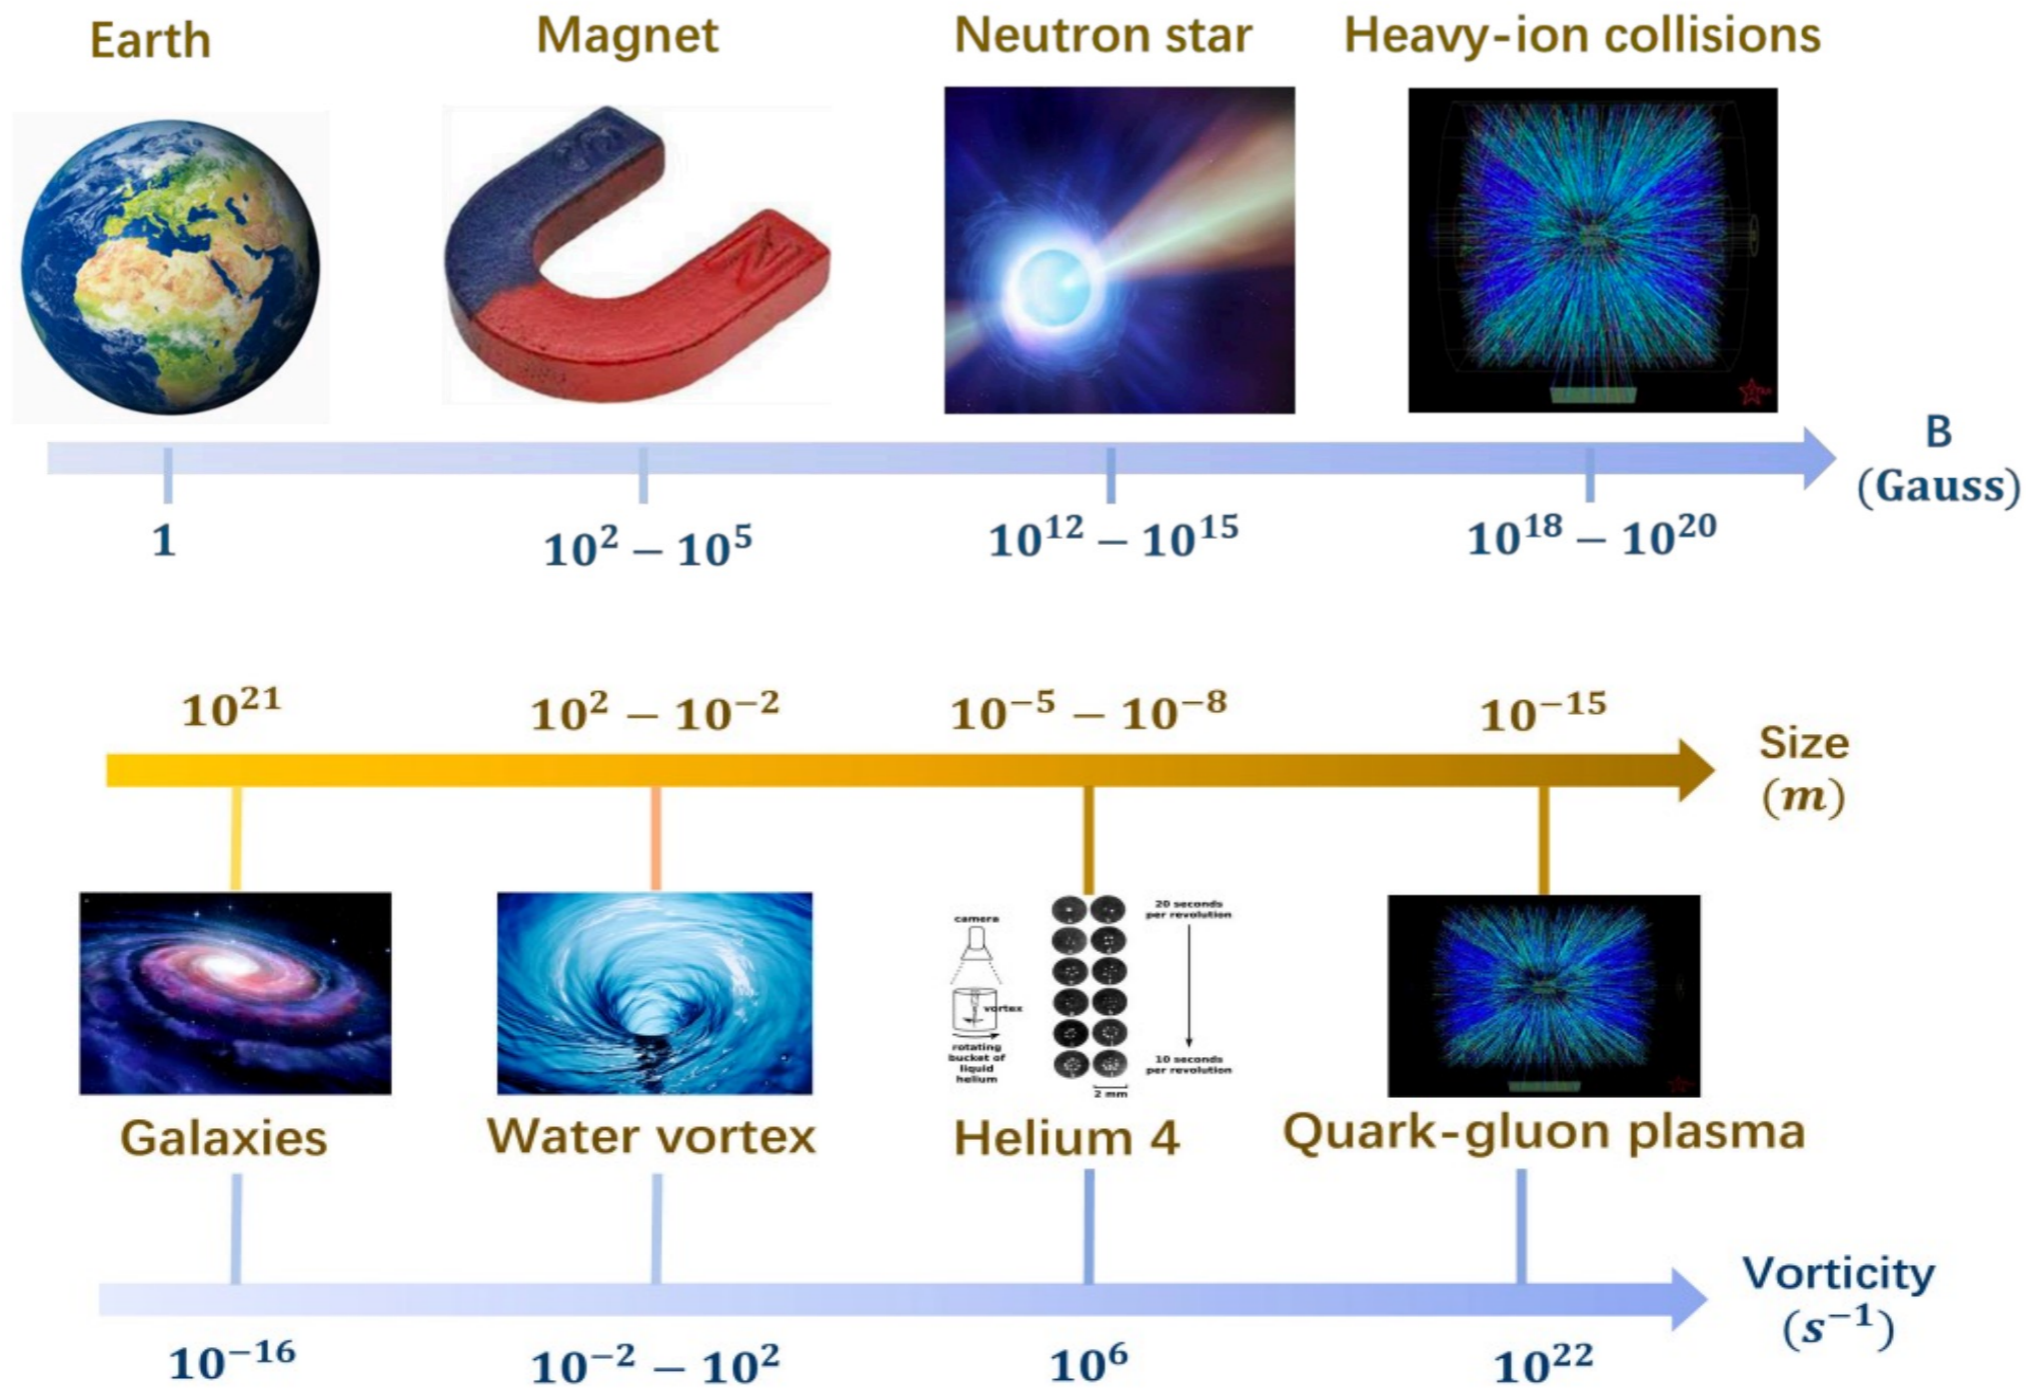 Earth Magnet Neutron star Heavy-ion collisions
B
(Gauss)
1 10² – 10⁵ 10¹² – 10¹⁵ 10¹⁸ – 10²⁰
10²¹ 10² – 10⁻² 10⁻⁵ – 10⁻⁸ 10⁻¹⁵
Size
(m)
camera
vortex
rotating
bucket of
liquid
helium
20 seconds
per revolution
10 seconds
per revolution
2 mm
Galaxies Water vortex Helium 4 Quark-gluon plasma
Vorticity
(s⁻¹)
10⁻¹⁶ 10⁻² – 10² 10⁶ 10²²